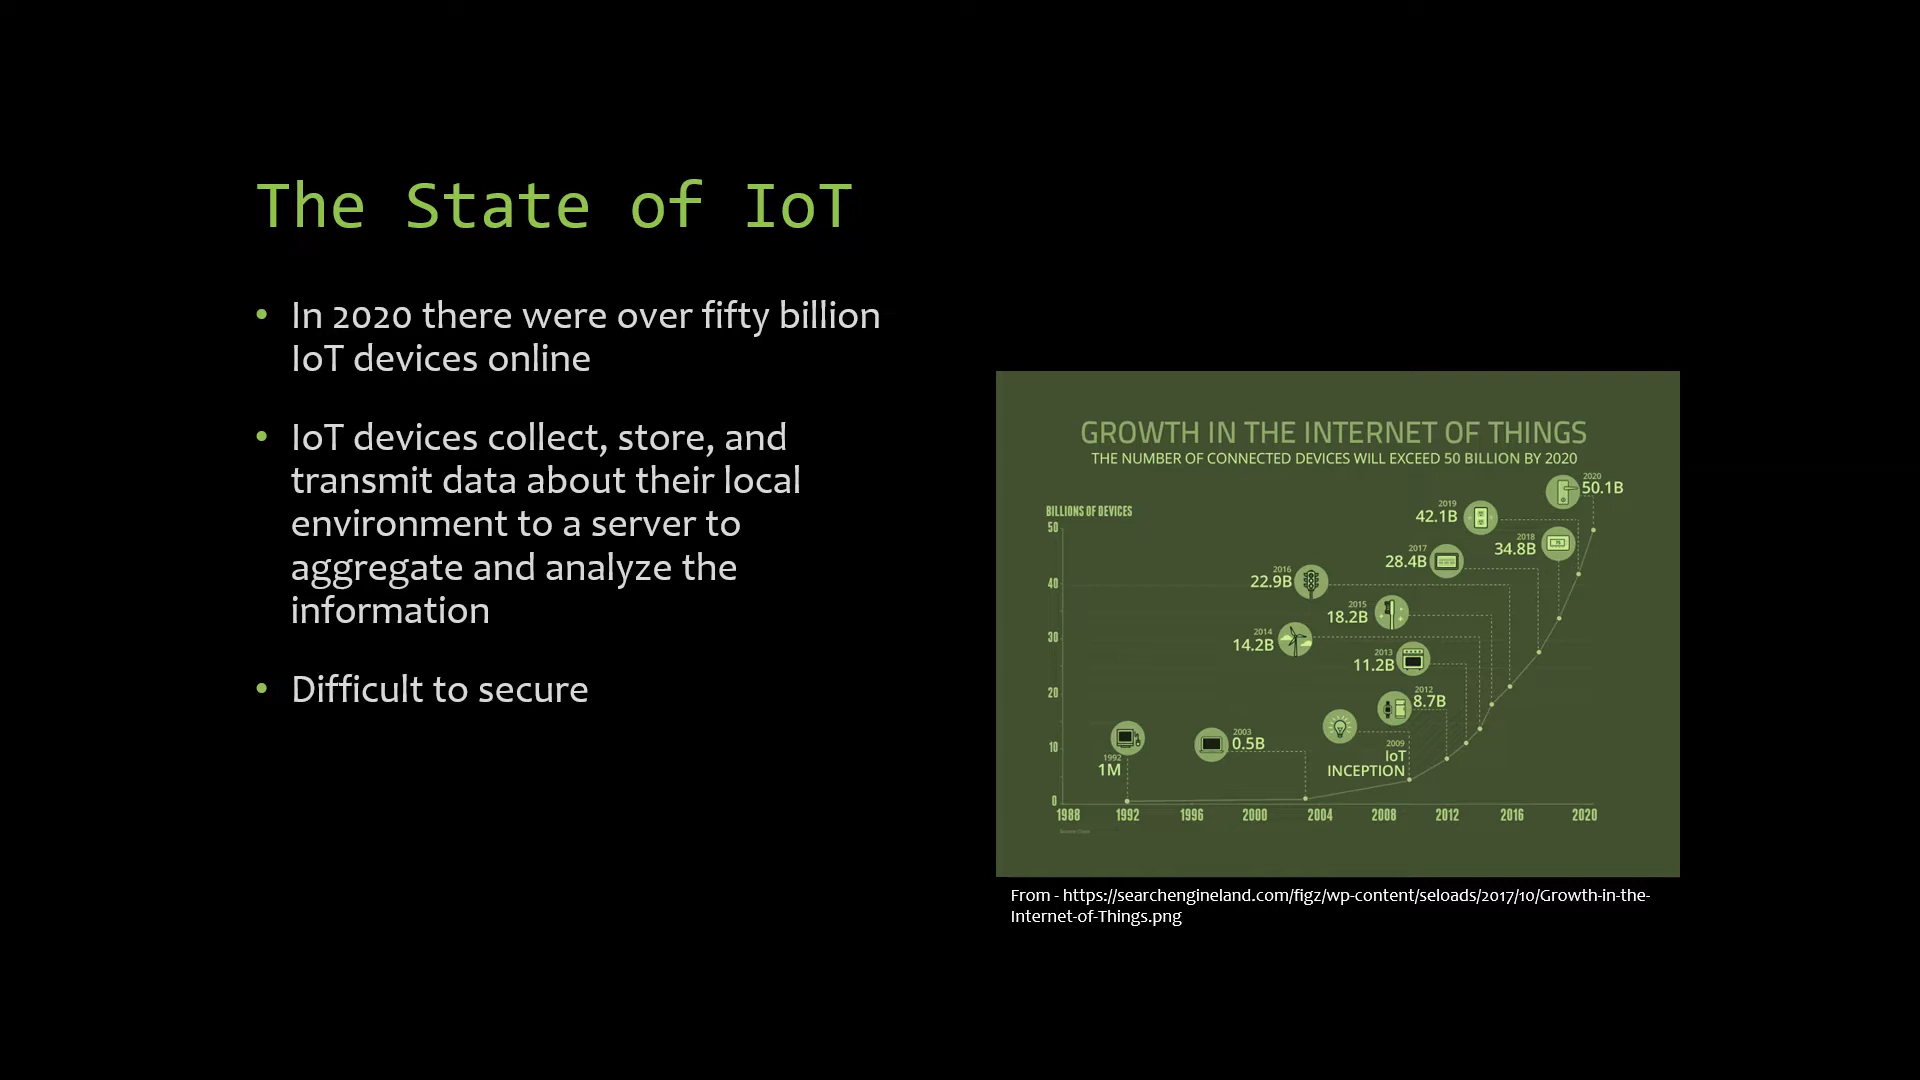 The State of IoT
• In 2020 there were over fifty billion
IoT devices online
• IoT devices collect, store, and
transmit data about their local
environment to a server to
aggregate and analyze the
information
• Difficult to secure
GROWTH IN THE INTERNET OF THINGS
THE NUMBER OF CONNECTED DEVICES WILL EXCEED 50 BILLION BY 2020
BILLIONS OF DEVICES
50
40
30
20
10
0
1992
1M
2003
0.5B
2009
IoT
INCEPTION
2012
8.7B
2013
11.2B
2014
14.2B
2015
18.2B
2016
22.9B
2017
28.4B
2018
34.8B
2019
42.1B
2020
50.1B
1988 1992 1996 2000 2004 2008 2012 2016 2020
From - https://searchengineland.com/figz/wp-content/seloads/2017/10/Growth-in-the-
Internet-of-Things.png